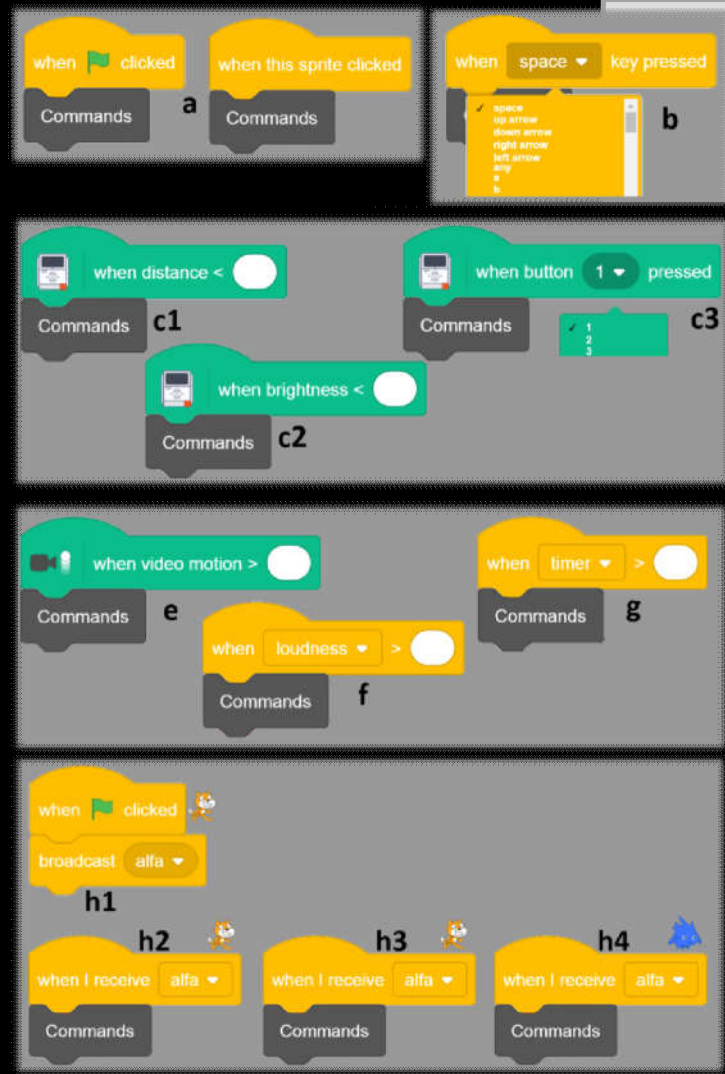 when clicked
Commands
a
when this sprite clicked
Commands
when space key pressed
space
up arrow
down arrow
right arrow
left arrow
any
a
b
b
when distance <
Commands
c1
when button 1 pressed
Commands
1
2
3
c3
when brightness <
Commands
c2
when video motion >
Commands
e
when timer >
Commands
g
when loudness >
Commands
f
when clicked
broadcast alfa
h1
h2
when I receive alfa
Commands
h3
when I receive alfa
Commands
h4
when I receive alfa
Commands